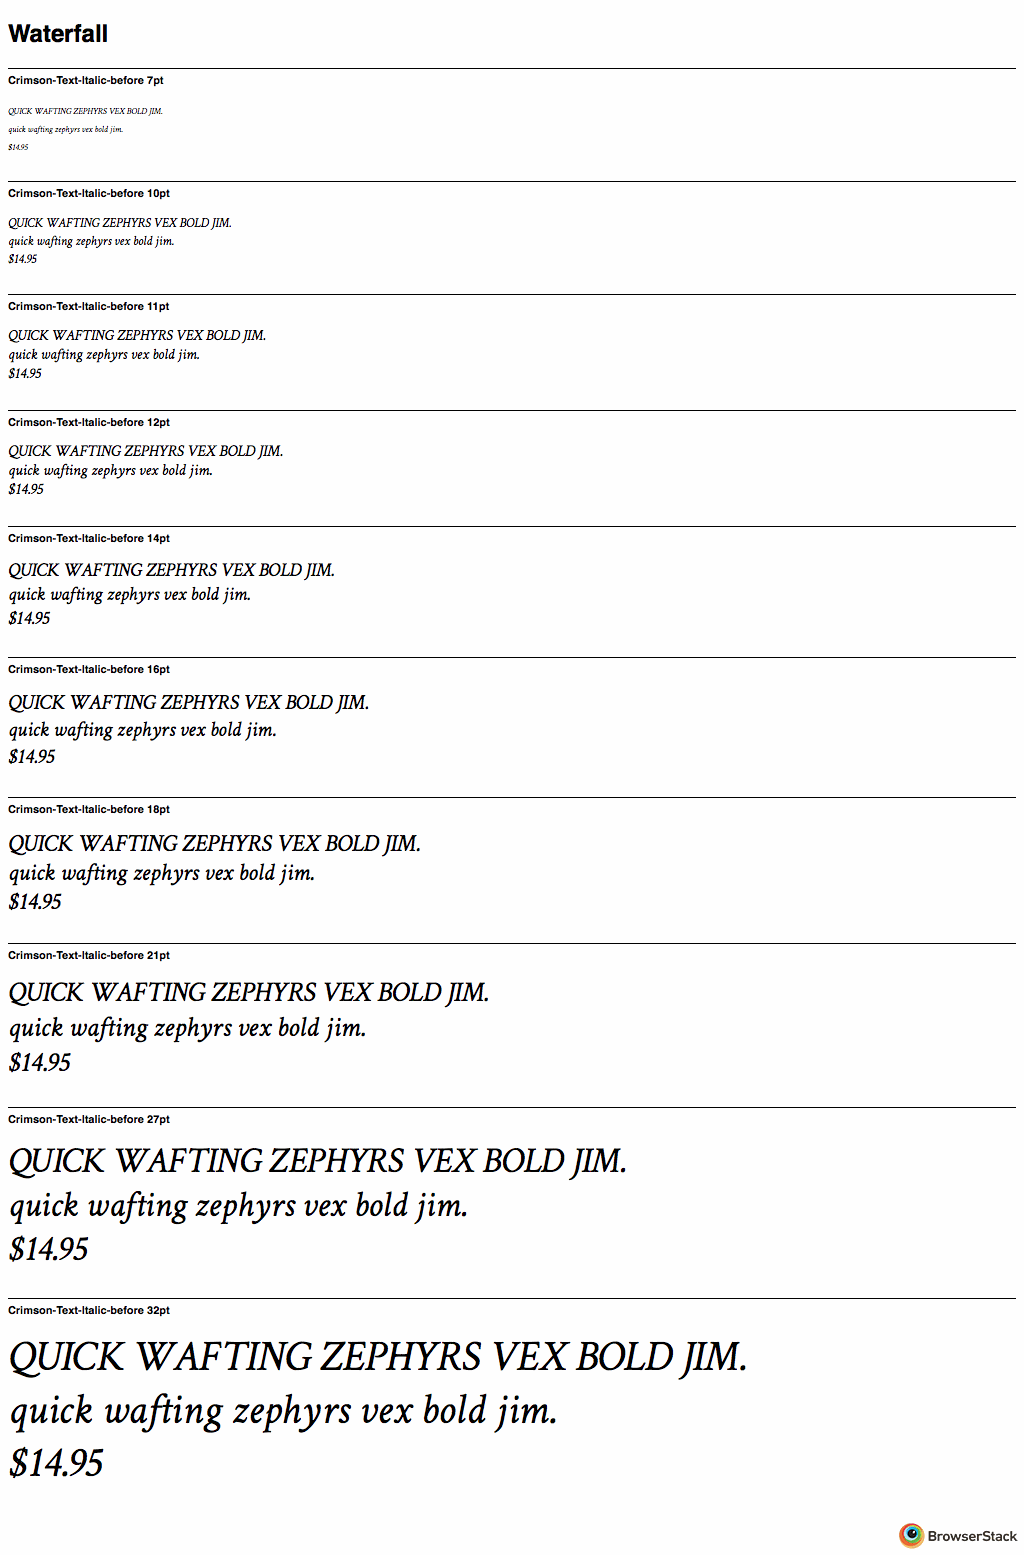 Waterfall
Crimson-Text-Italic-before 7pt
QUICK WAFTING ZEPHYRS VEX BOLD JIM.
quick wafting zephyrs vex bold jim.
$14.95
Crimson-Text-Italic-before 10pt
QUICK WAFTING ZEPHYRS VEX BOLD JIM.
quick wafting zephyrs vex bold jim.
$14.95
Crimson-Text-Italic-before 11pt
QUICK WAFTING ZEPHYRS VEX BOLD JIM.
quick wafting zephyrs vex bold jim.
$14.95
Crimson-Text-Italic-before 12pt
QUICK WAFTING ZEPHYRS VEX BOLD JIM.
quick wafting zephyrs vex bold jim.
$14.95
Crimson-Text-Italic-before 14pt
QUICK WAFTING ZEPHYRS VEX BOLD JIM.
quick wafting zephyrs vex bold jim.
$14.95
Crimson-Text-Italic-before 16pt
QUICK WAFTING ZEPHYRS VEX BOLD JIM.
quick wafting zephyrs vex bold jim.
$14.95
Crimson-Text-Italic-before 18pt
QUICK WAFTING ZEPHYRS VEX BOLD JIM.
quick wafting zephyrs vex bold jim.
$14.95
Crimson-Text-Italic-before 21pt
QUICK WAFTING ZEPHYRS VEX BOLD JIM.
quick wafting zephyrs vex bold jim.
$14.95
Crimson-Text-Italic-before 27pt
QUICK WAFTING ZEPHYRS VEX BOLD JIM.
quick wafting zephyrs vex bold jim.
$14.95
Crimson-Text-Italic-before 32pt
QUICK WAFTING ZEPHYRS VEX BOLD JIM.
quick wafting zephyrs vex bold jim.
$14.95
BrowserStack